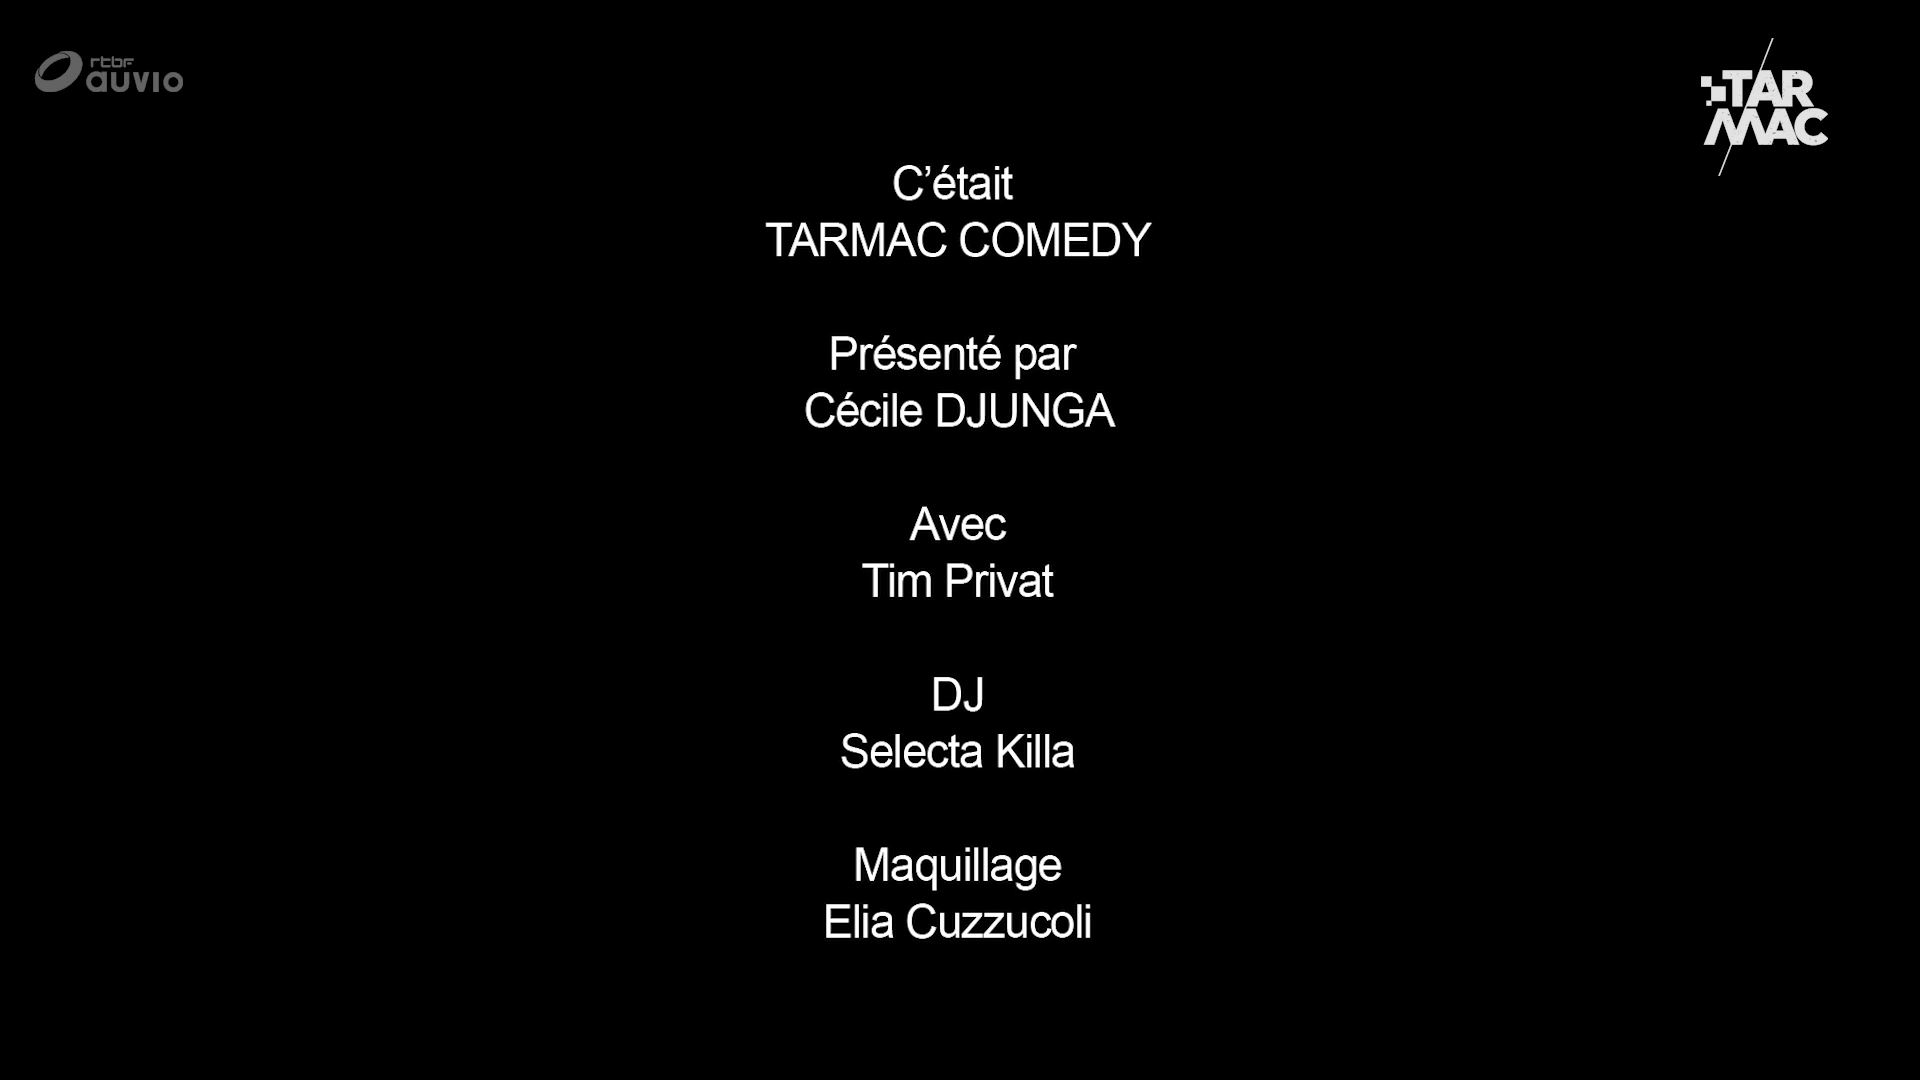 rtbf
auvio
TAR
MAC
C’était
TARMAC COMEDY
Présenté par
Cécile DJUNGA
Avec
Tim Privat
DJ
Selecta Killa
Maquillage
Elia Cuzzucoli